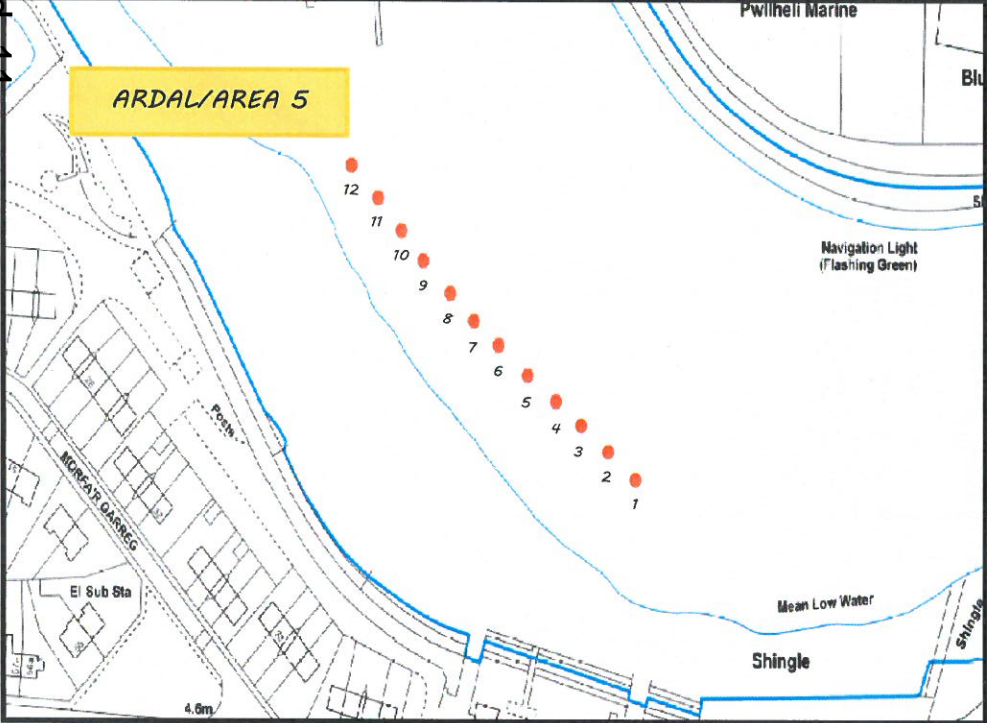 Pwllheli Marine
Blu
ARDAL/AREA 5
12
11
10
9
8
7
6
5
4
3
2
1
Navigation Light
(Flashing Green)
Posts
MORFA'R GARREG
El Sub Sta
Mean Low Water
Shingle
Shingle
4.6m